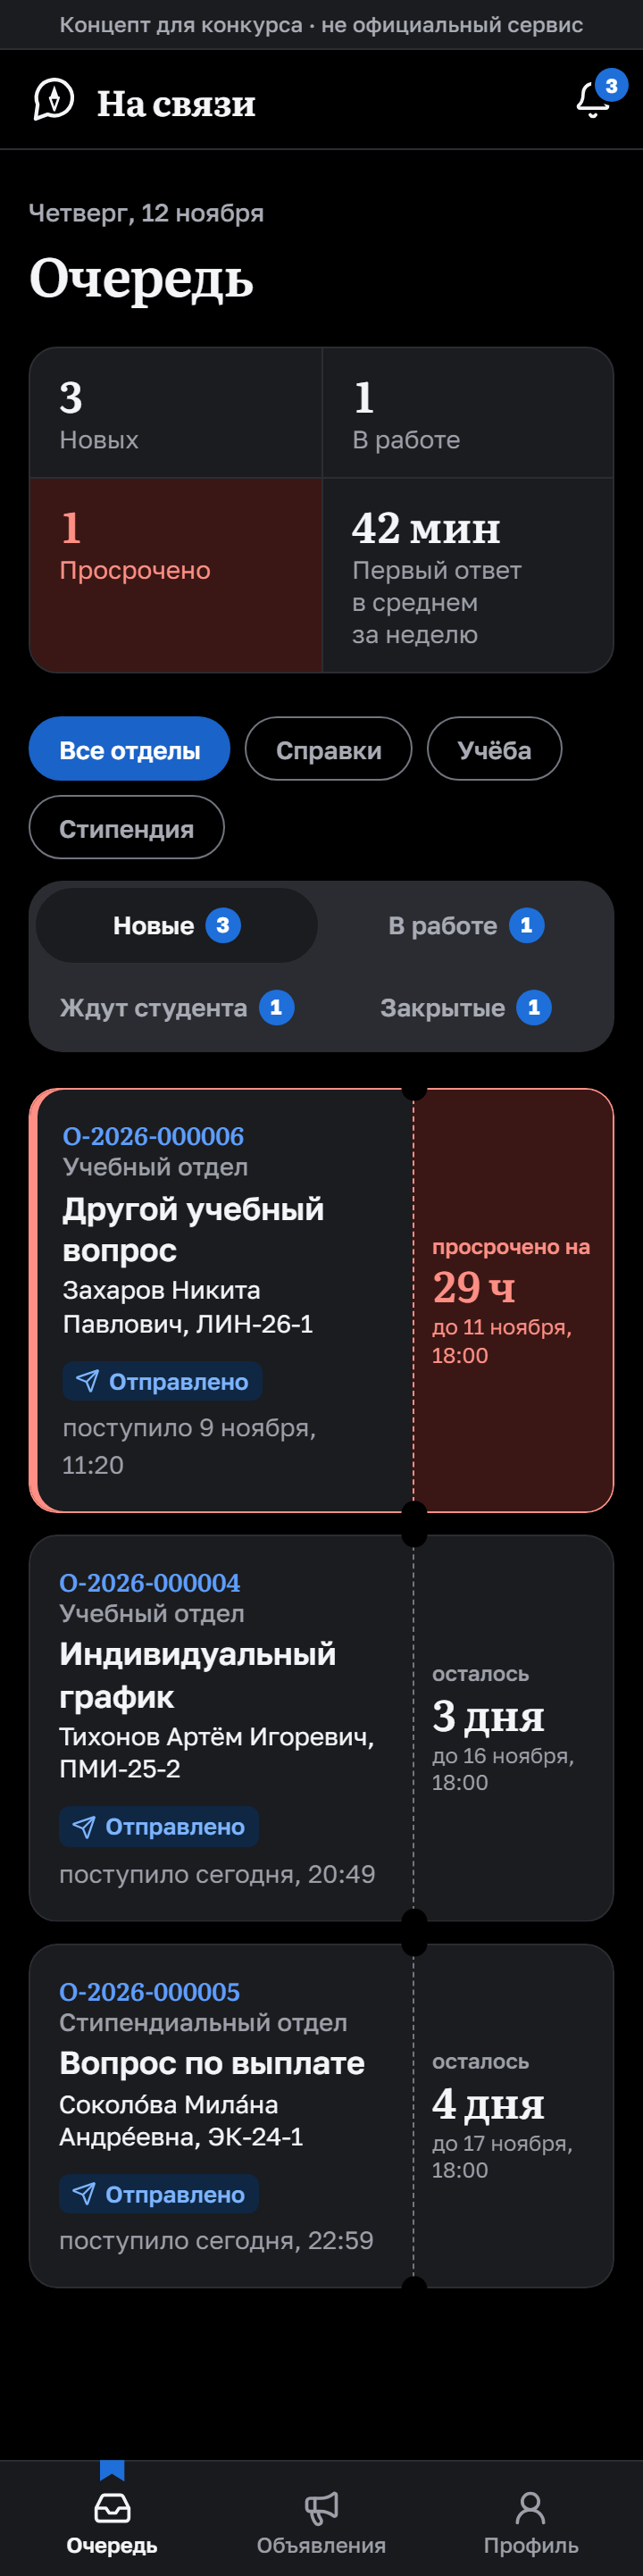 Концепт для конкурса · не официальный сервис
На связи
3
Четверг, 12 ноября
Очередь
3
Новых
1
В работе
1
Просрочено
42 мин
Первый ответ
в среднем
за неделю
Все отделы
Справки
Учёба
Стипендия
Новые 3
В работе 1
Ждут студента 1
Закрытые 1
О-2026-000006
Учебный отдел
Другой учебный
вопрос
Захаров Никита
Павлович, ЛИН-26-1
Отправлено
поступило 9 ноября,
11:20
просрочено на
29 ч
до 11 ноября,
18:00
О-2026-000004
Учебный отдел
Индивидуальный
график
Тихонов Артём Игоревич,
ПМИ-25-2
Отправлено
поступило сегодня, 20:49
осталось
3 дня
до 16 ноября,
18:00
О-2026-000005
Стипендиальный отдел
Вопрос по выплате
Соколо́ва Мила́на
Андре́евна, ЭК-24-1
Отправлено
поступило сегодня, 22:59
осталось
4 дня
до 17 ноября,
18:00
Очередь
Объявления
Профиль